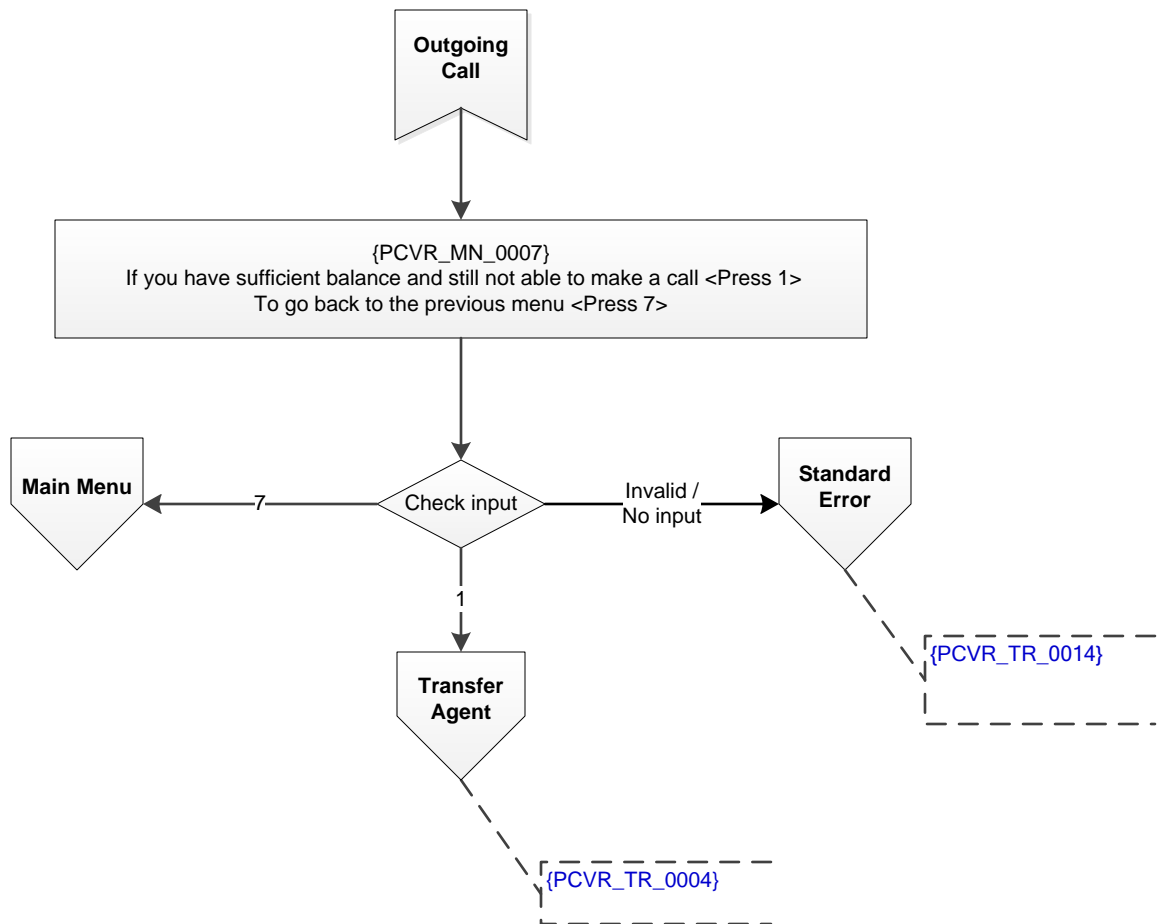 Outgoing
Call
{PCVR_MN_0007}
If you have sufficient balance and still not able to make a call <Press 1>
To go back to the previous menu <Press 7>
Main Menu
7
Check input
Invalid /
No input
Standard
Error
1
{PCVR_TR_0014}
Transfer
Agent
{PCVR_TR_0004}